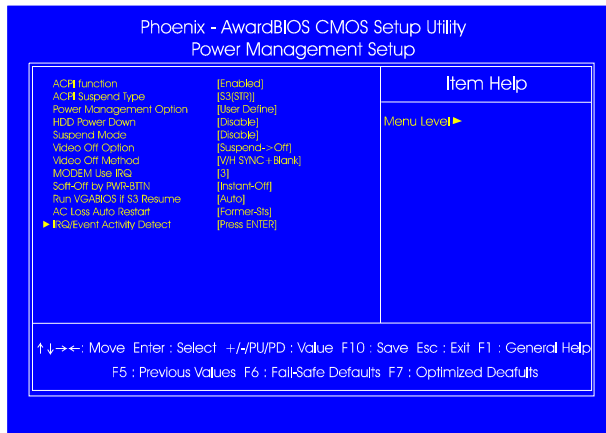 Phoenix - AwardBIOS CMOS Setup Utility
Power Management Setup
ACPI function [Enabled]
ACPI Suspend Type [S3(STR)]
Power Management Option [User Define]
HDD Power Down [Disable]
Suspend Mode [Disable]
Video Off Option [Suspend->Off]
Video Off Method [V/H SYNC+Blank]
MODEM Use IRQ [3]
Soft-Off by PWR-BTTN [Instant-Off]
Run VGABIOS if S3 Resume [Auto]
AC Loss Auto Restart [Former-Sts]
►IRQ/Event Activity Detect [Press ENTER]
Item Help
Menu Level►
↑↓→←: Move Enter : Select +/-/PU/PD : Value F10 : Save Esc : Exit F1 : General Help
F5 : Previous Values F6 : Fail-Safe Defaults F7 : Optimized Deafults